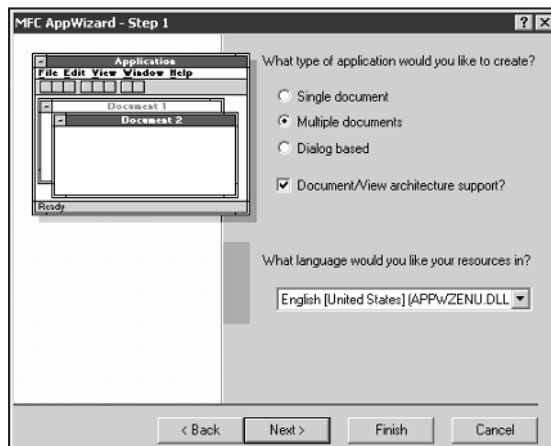 MFC AppWizard - Step 1
Application
File Edit View Window Help
Document 1
Document 2
Ready
What type of application would you like to create?
Single document
Multiple documents
Dialog based
Document/View architecture support?
What language would you like your resources in?
English [United States] (APPWZENU.DLL
< Back Next > Finish Cancel